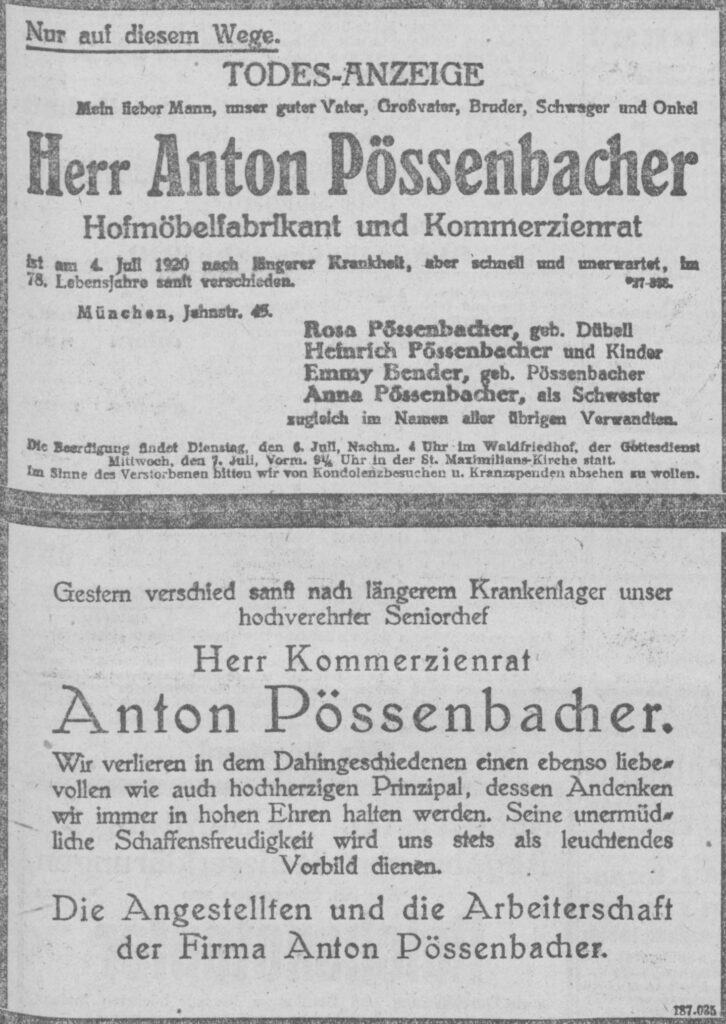 Nur auf diesem Wege.
TODES-ANZEIGE
Mein lieber Mann, unser guter Vater, Großvater, Bruder, Schwager und Onkel
Herr Anton Pössenbacher
Hofmöbelfabrikant und Kommerzienrat
ist am 4. Juli 1920 nach längerer Krankheit, aber schnell und unerwartet, im
78. Lebensjahre sanft verschieden.
München, Jahnstr. 45.
Rosa Pössenbacher, geb. Däbell
Heinrich Pössenbacher und Kinder
Emmy Bender, geb. Pössenbacher
Anna Pössenbacher, als Schwester
zugleich im Namen aller übrigen Verwandten.
Die Beerdigung findet Dienstag, den 6. Juli, Nachm. 4 Uhr im Waldfriedhof, der Gottesdienst
Mittwoch, den 7. Juli, Vorm. Uhr in der St. Maximilians-Kirche statt.
Im Sinne des Verstorbenen bitten wir von Kondolenzbesuchen u. Kranzspenden absehen zu wollen.
Gestern verschied sanft nach längerem Krankenlager unser
hochverehrter Seniorchef
Herr Kommerzienrat
Anton Pössenbacher.
Wir verlieren in dem Dahingeschiedenen einen ebenso liebe-
vollen wie auch hochherzigen Prinzipal, dessen Andenken
wir immer in hohen Ehren halten werden. Seine unermüd-
liche Schaffensfreudigkeit wird uns stets als leuchtendes
Vorbild dienen.
Die Angestellten und die Arbeiterschaft
der Firma Anton Pössenbacher.
187.025